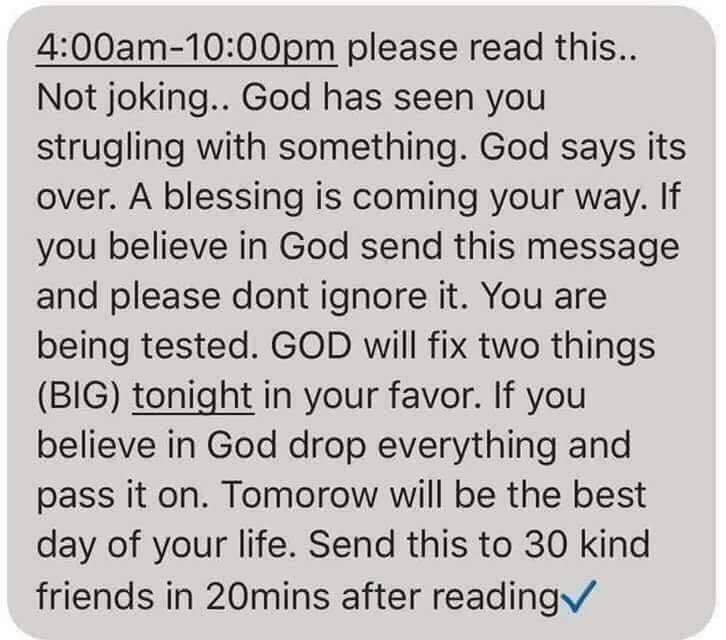 4:00am-10:00pm please read this..
Not joking.. God has seen you
strugling with something. God says its
over. A blessing is coming your way. If
you believe in God send this message
and please dont ignore it. You are
being tested. GOD will fix two things
(BIG) tonight in your favor. If you
believe in God drop everything and
pass it on. Tomorow will be the best
day of your life. Send this to 30 kind
friends in 20mins after reading✓